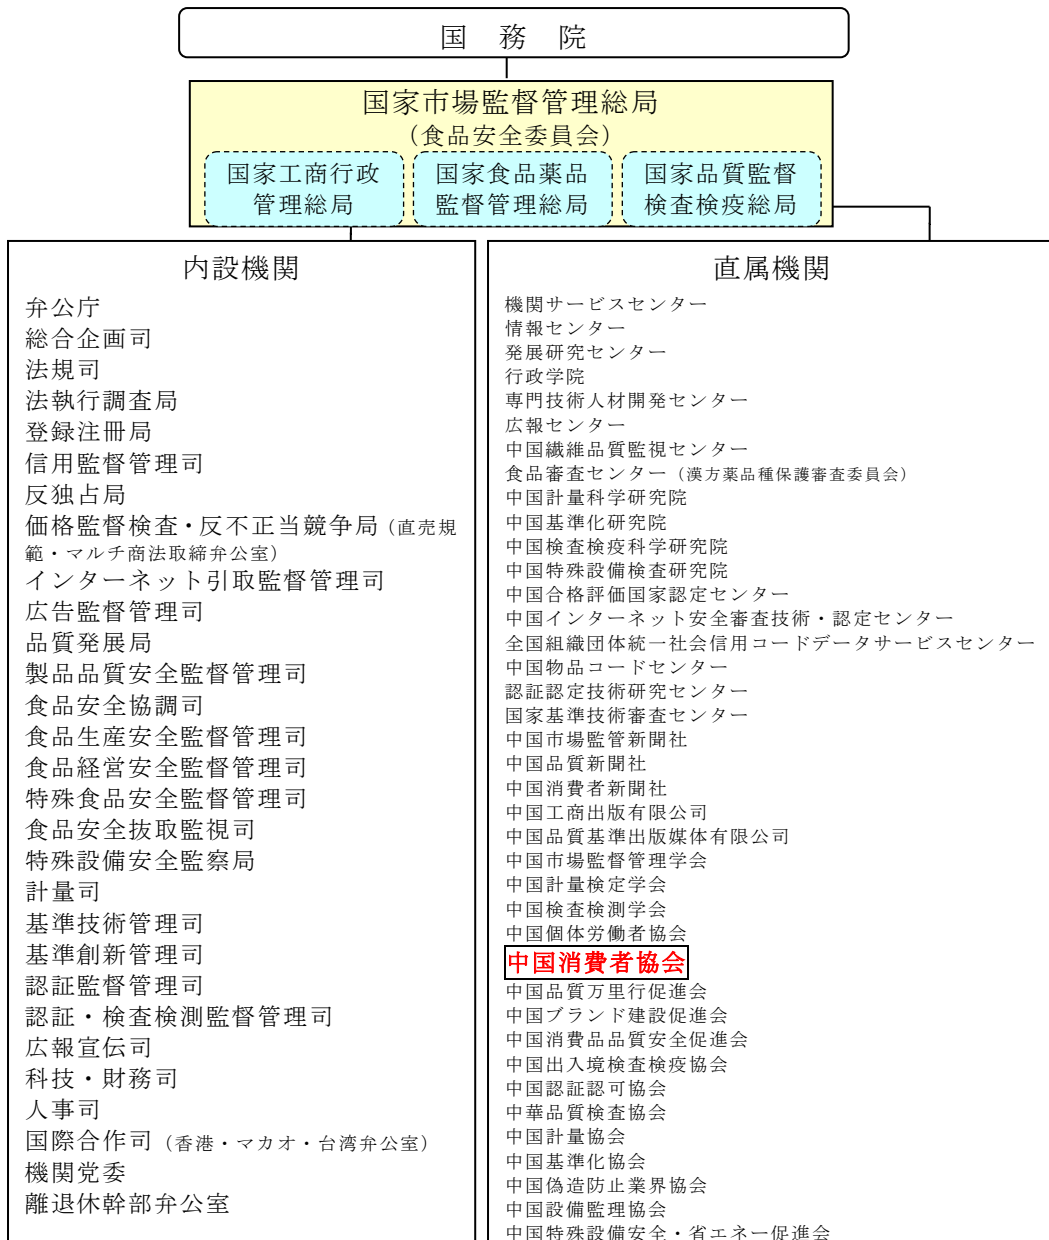 国 務 院
国家市場監督管理総局
（食品安全委員会）
国家工商行政
管理総局
国家食品薬品
監督管理総局
国家品質監督
検査検疫総局
内設機関
弁公庁
総合企画司
法規司
法執行調査局
登録注冊局
信用監督管理司
反独占局
価格監督検査・反不正当競争局（直売規
範・マルチ商法取締弁公室）
インターネット引取監督管理司
広告監督管理司
品質発展局
製品品質安全監督管理司
食品安全協調司
食品生産安全監督管理司
食品経営安全監督管理司
特殊食品安全監督管理司
食品安全抜取監視司
特殊設備安全監察局
計量司
基準技術管理司
基準創新管理司
認証監督管理司
認証・検査検測監督管理司
広報宣伝司
科技・財務司
人事司
国際合作司（香港・マカオ・台湾弁公室）
機関党委
離退休幹部弁公室
直属機関
機関サービスセンター
情報センター
発展研究センター
行政学院
専門技術人材開発センター
広報センター
中国繊維品質監視センター
食品審査センター（漢方薬品種保護審査委員会）
中国計量科学研究院
中国基準化研究院
中国検査検疫科学研究院
中国特殊設備検査研究院
中国合格評価国家認定センター
中国インターネット安全審査技術・認定センター
全国組織団体統一社会信用コードデータサービスセンター
中国物品コードセンター
認証認定技術研究センター
国家基準技術審査センター
中国市場監管新聞社
中国品質新聞社
中国消費者新聞社
中国工商出版有限公司
中国品質基準出版媒体有限公司
中国市場監督管理学会
中国計量検定学会
中国検査検測学会
中国個体労働者協会
中国消費者協会
中国品質万里行促進会
中国ブランド建設促進会
中国消費品品質安全促進会
中国出入境検査検疫協会
中国認証認可協会
中華品質検査協会
中国計量協会
中国基準化協会
中国偽造防止業界協会
中国設備監理協会
中国特殊設備安全・省エネー促進会